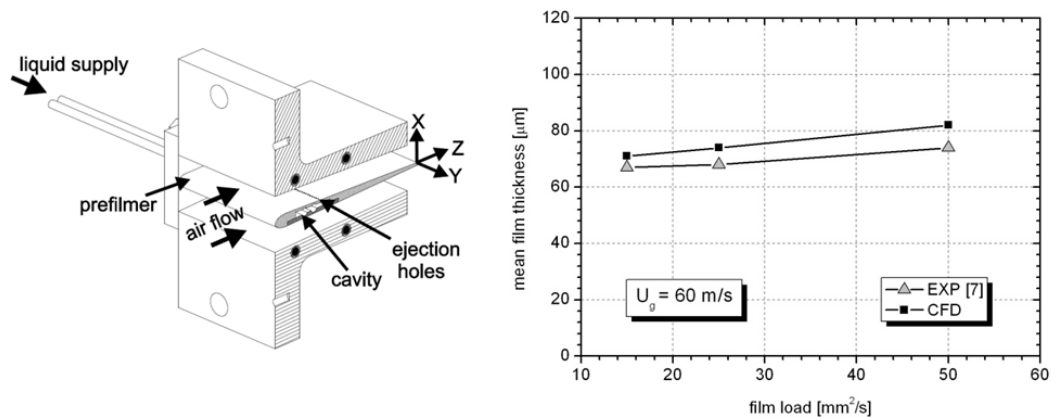 liquid supply
X
Z
Y
prefilmer
air flow
ejection
holes
cavity
mean film thickness [μm]
120
100
80
60
40
20
0
U_g = 60 m/s
EXP [7]
CFD
10
20
30
40
50
60
film load [mm²/s]